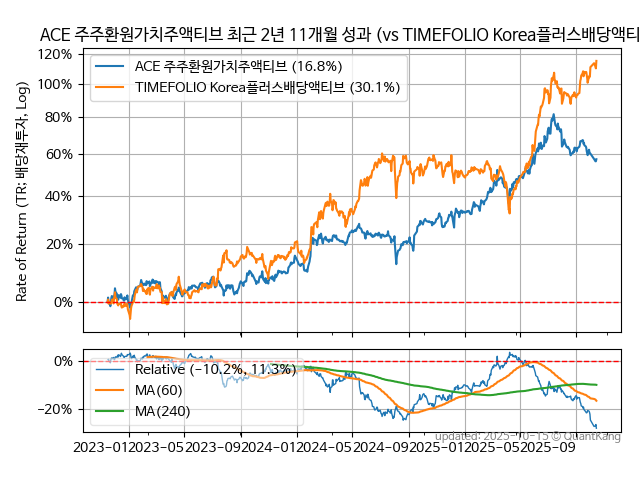 ACE 주주환원가치주액티브 최근 2년 11개월 성과 (vs TIMEFOLIO Korea플러스배당액티
120%
100%
80%
60%
40%
20%
0%
Rate of Return (TR: 배당재투자, Log)
ACE 주주환원가치주액티브 (16.8%)
TIMEFOLIO Korea플러스배당액티브 (30.1%)
0%
−20%
Relative (−10.2%, 11.3%)
MA(60)
MA(240)
2023-01 2023-05 2023-09 2024-01 2024-05 2024-09 2025-01 2025-05 2025-09
updated: 2025-10-15 © QuantKang